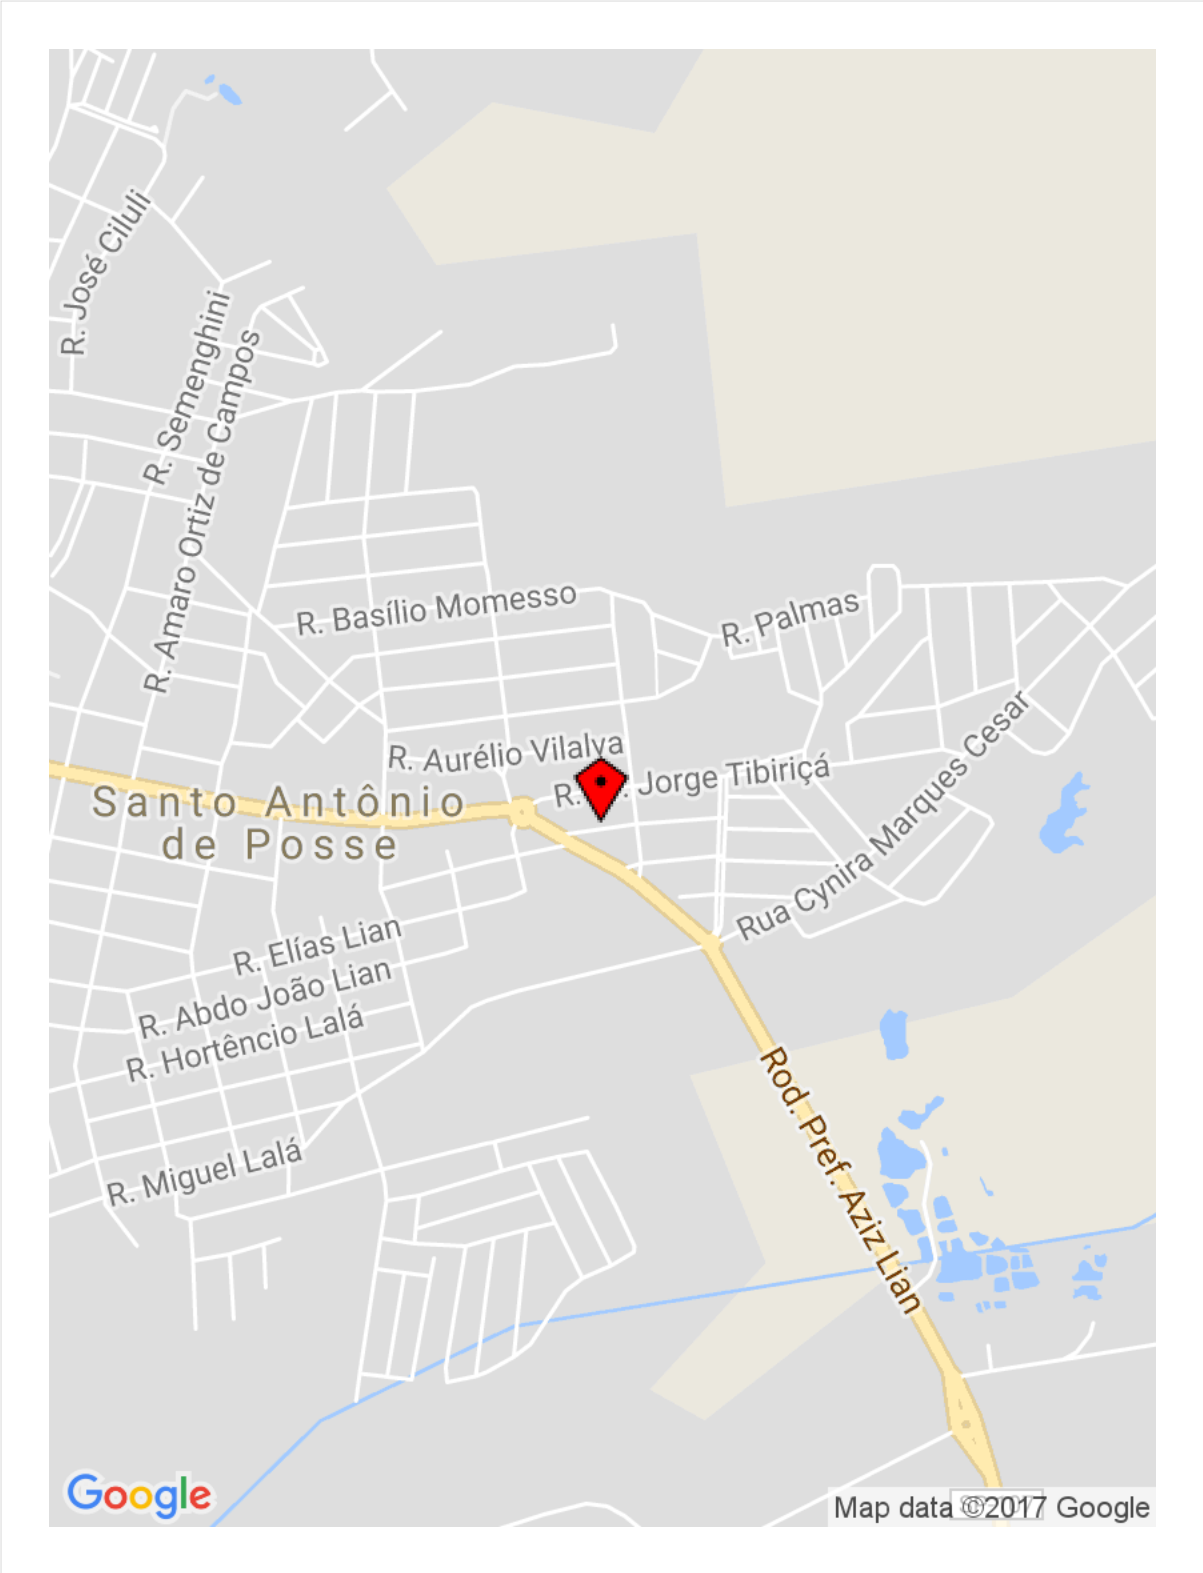 R. José Ciluli
R. Semenghini
R. Amaro Ortiz de Campos
R. Basílio Momesso
R. Palmas
R. Aurélio Vilalva
R. Jorge Tibiriçá
Santo Antônio
de Posse
Rua Cynira Marques Cesar
R. Elías Lian
R. Abdo João Lian
R. Hortêncio Lalá
Rod. Pref. Aziz Lian
R. Miguel Lalá
Google
Map data ©2017 Google